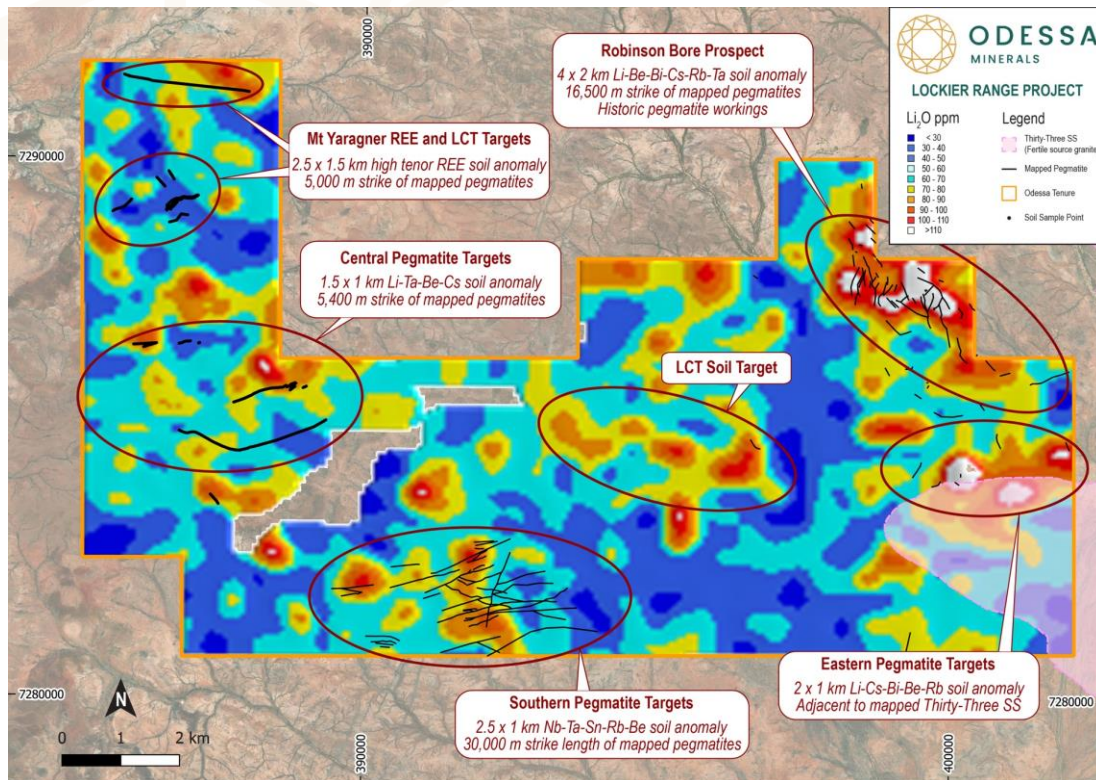 390000
7290000
Robinson Bore Prospect
4 x 2 km Li-Be-Bi-Cs-Rb-Ta soil anomaly
16,500 m strike of mapped pegmatites
Historic pegmatite workings
ODESSA
MINERALS
LOCKIER RANGE PROJECT
Li2O ppm
< 30
30 - 40
40 - 50
50 - 60
60 - 70
70 - 80
80 - 90
90 - 100
100 - 110
>110
Legend
Thirty-Three SS
(Fertile source granite)
Mapped Pegmatite
Odessa Tenure
Soil Sample Point
Mt Yaragner REE and LCT Targets
2.5 x 1.5 km high tenor REE soil anomaly
5,000 m strike of mapped pegmatites
Central Pegmatite Targets
1.5 x 1 km Li-Ta-Be-Cs soil anomaly
5,400 m strike of mapped pegmatites
LCT Soil Target
Southern Pegmatite Targets
2.5 x 1 km Nb-Ta-Sn-Rb-Be soil anomaly
30,000 m strike length of mapped pegmatites
Eastern Pegmatite Targets
2 x 1 km Li-Cs-Bi-Be-Rb soil anomaly
Adjacent to mapped Thirty-Three SS
7280000
7280000
N
0 1 2 km
390000
400000